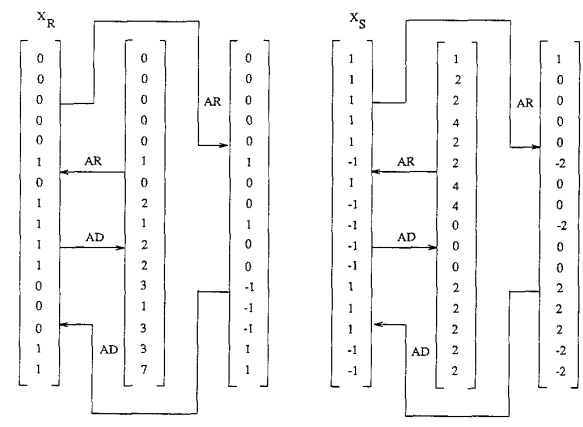 X_R X_S
0 0 0 1 1 1
0 0 0 1 2 0
0 0 0 AR 1 2 0 AR
0 0 0 1 4 0
0 0 0 1 2 0
1 AR 1 1 -1 AR 2 -2
0 0 0 1 4 0
1 2 0 -1 4 0
1 1 1 -1 0 -2
1 AD 2 0 -1 AD 0 0
1 2 0 -1 0 0
0 3 -1 1 2 2
0 1 -1 1 2 2
0 3 -1 1 2 2
1 AD 3 1 -1 AD 2 -2
1 7 1 -1 2 -2